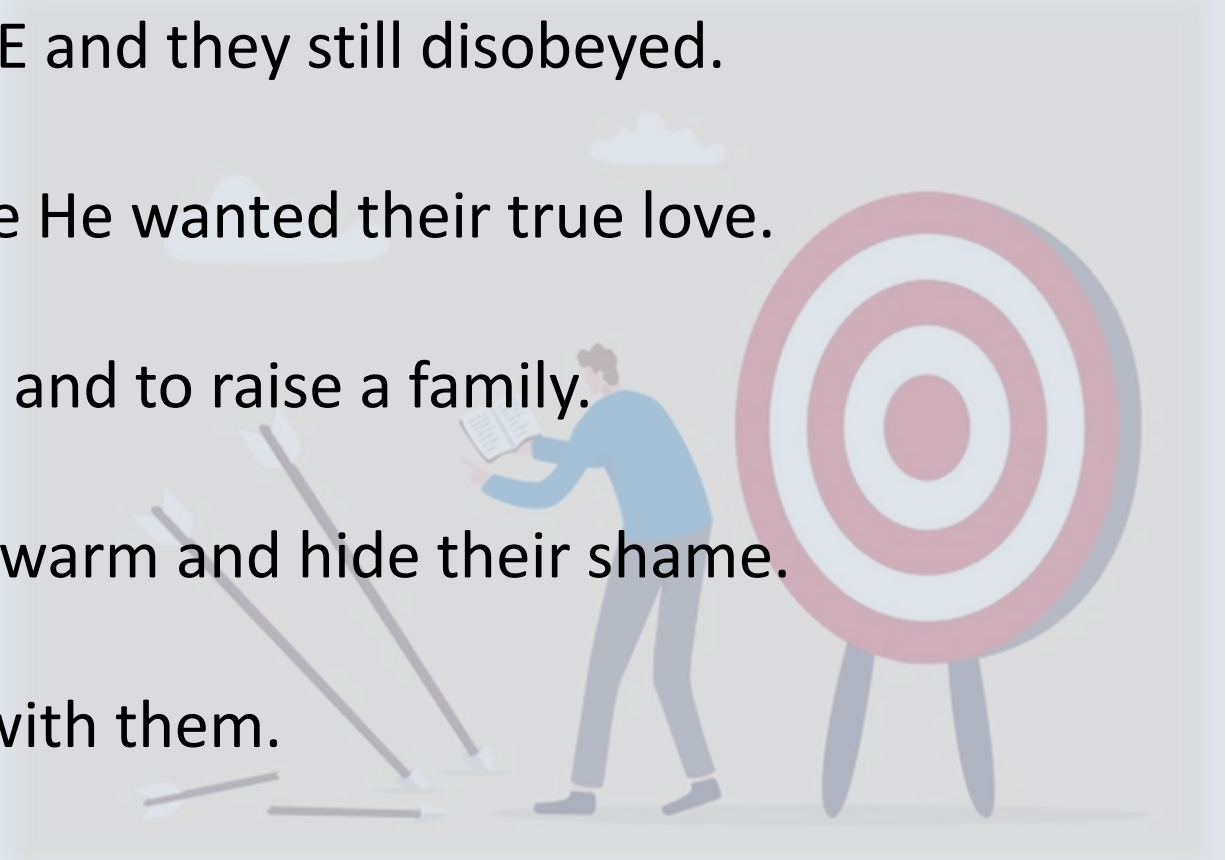 E and they still disobeyed.
e He wanted their true love.
and to raise a family.
warm and hide their shame.
with them.